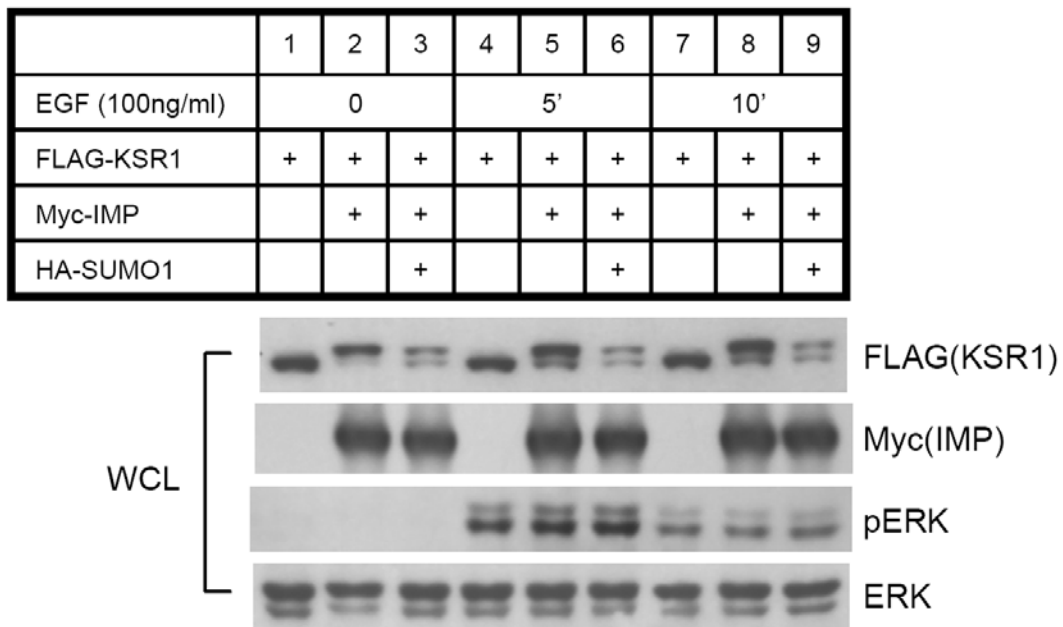 1 2 3 4 5 6 7 8 9
EGF (100ng/ml) 0 5’ 10’
FLAG-KSR1 + + + + + + + + +
Myc-IMP + + + + + +
HA-SUMO1 + + +
FLAG(KSR1)
Myc(IMP)
WCL
pERK
ERK